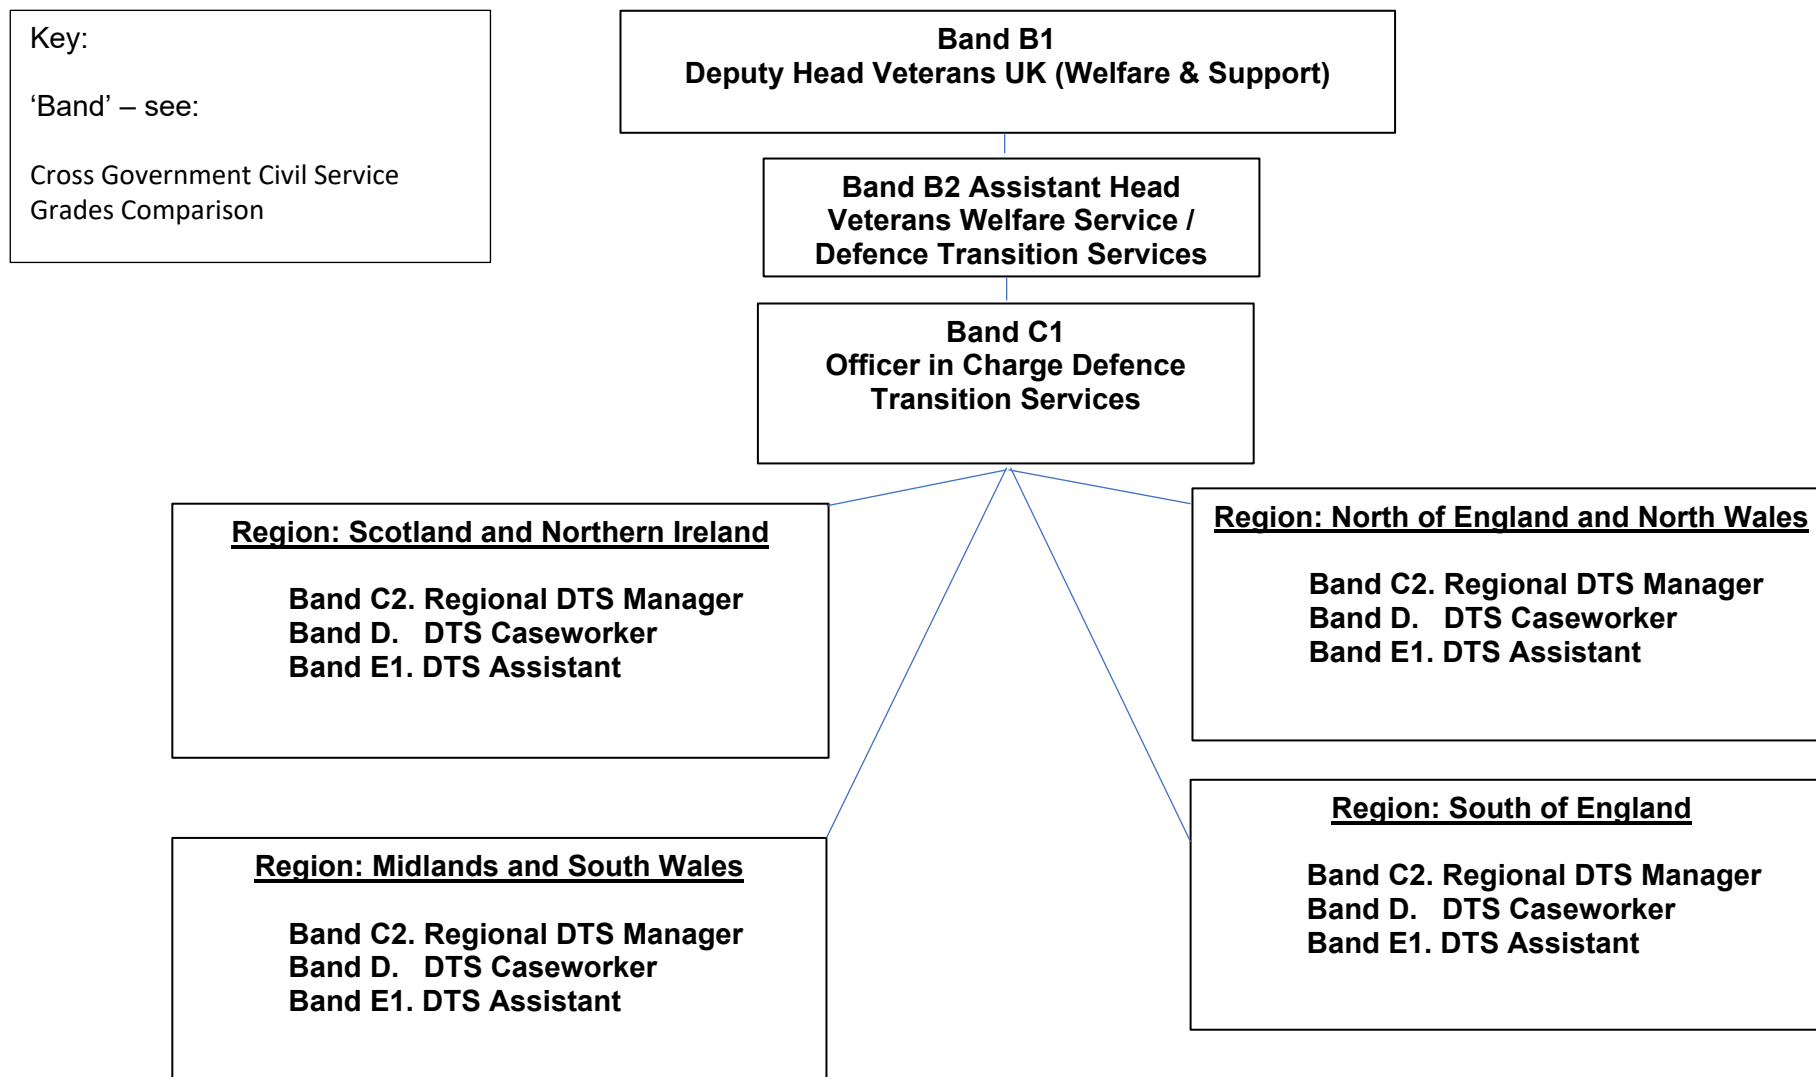 Key:
‘Band’ – see:
Cross Government Civil Service
Grades Comparison
Band B1
Deputy Head Veterans UK (Welfare & Support)
Band B2 Assistant Head
Veterans Welfare Service /
Defence Transition Services
Band C1
Officer in Charge Defence
Transition Services
Region: Scotland and Northern Ireland
Band C2. Regional DTS Manager
Band D. DTS Caseworker
Band E1. DTS Assistant
Region: North of England and North Wales
Band C2. Regional DTS Manager
Band D. DTS Caseworker
Band E1. DTS Assistant
Region: Midlands and South Wales
Band C2. Regional DTS Manager
Band D. DTS Caseworker
Band E1. DTS Assistant
Region: South of England
Band C2. Regional DTS Manager
Band D. DTS Caseworker
Band E1. DTS Assistant